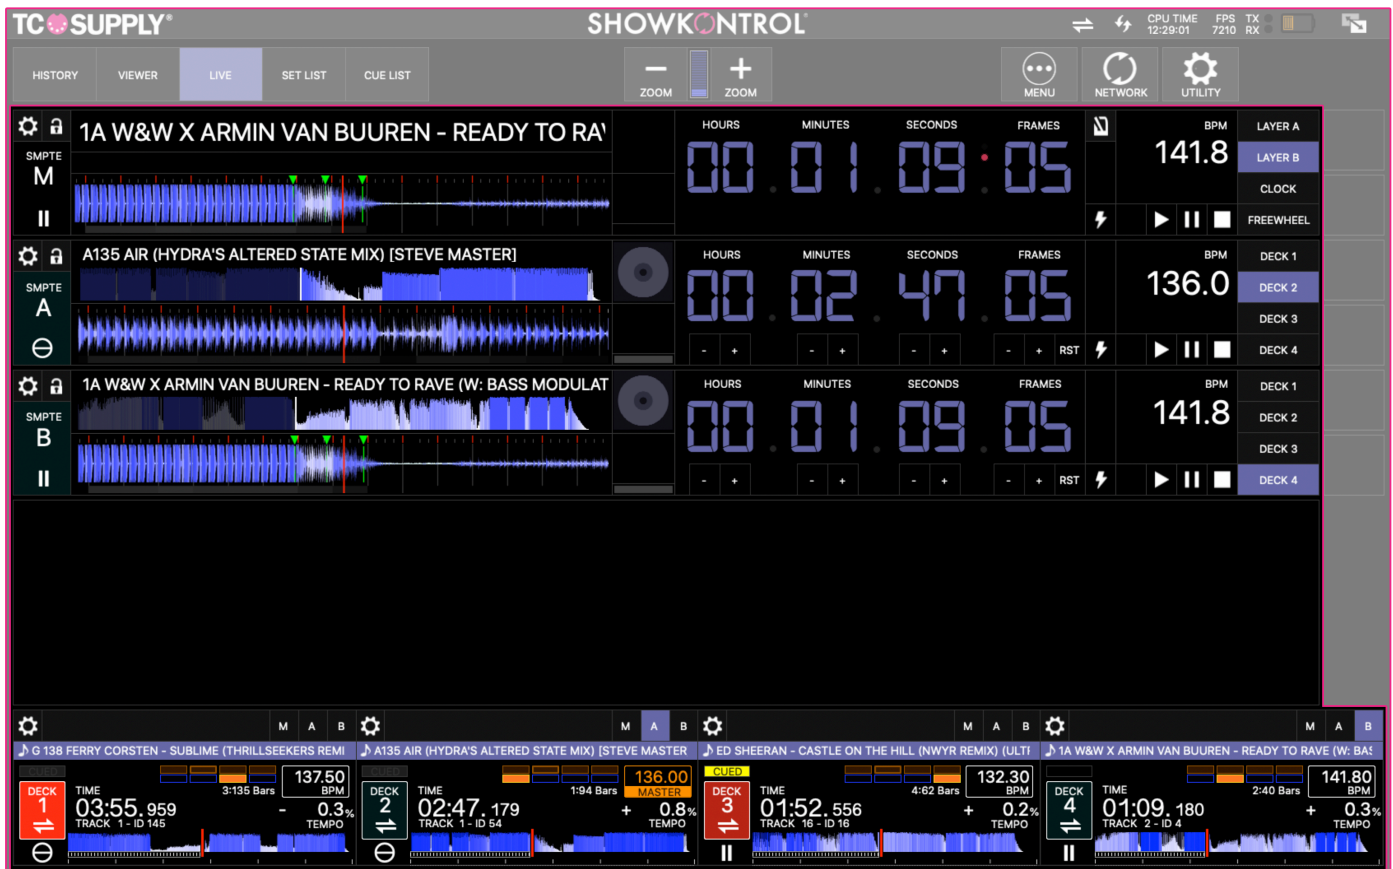 TC SUPPLY®
SHOWKONTROL
CPU TIME FPS TX
12:29:01 7210 RX
HISTORY VIEWER LIVE SET LIST CUE LIST
ZOOM ZOOM
MENU NETWORK UTILITY
1A W&W X ARMIN VAN BUUREN - READY TO RA
SMPTE
M
HOURS MINUTES SECONDS FRAMES
00.01.09.05
BPM
141.8
LAYER A
LAYER B
CLOCK
FREEWHEEL
A135 AIR (HYDRA'S ALTERED STATE MIX) [STEVE MASTER]
SMPTE
A
HOURS MINUTES SECONDS FRAMES
00.02.47.05
- + - + - + - + RST
BPM
136.0
DECK 1
DECK 2
DECK 3
DECK 4
1A W&W X ARMIN VAN BUUREN - READY TO RAVE (W: BASS MODULAT
SMPTE
B
HOURS MINUTES SECONDS FRAMES
00.01.09.05
- + - + - + - + RST
BPM
141.8
DECK 1
DECK 2
DECK 3
DECK 4
M A B M A B M A B M A B
G 138 FERRY CORSTEN - SUBLIME (THRILLSEEKERS REMI
CUED
DECK
1
TIME 3:135 Bars
03:55.959
TRACK 1 - ID 145
137.50
BPM
- 0.3%
TEMPO
A135 AIR (HYDRA'S ALTERED STATE MIX) [STEVE MASTER
CUED
DECK
2
TIME 1:94 Bars
02:47.179
TRACK 1 - ID 54
136.00
MASTER
+ 0.8%
TEMPO
ED SHEERAN - CASTLE ON THE HILL (NWYR REMIX) (ULTF
CUED
DECK
3
TIME 4:62 Bars
01:52.556
TRACK 16 - ID 16
132.30
BPM
+ 0.2%
TEMPO
1A W&W X ARMIN VAN BUUREN - READY TO RAVE (W: BAS
DECK
4
TIME 2:40 Bars
01:09.180
TRACK 2 - ID 4
141.80
BPM
+ 0.3%
TEMPO